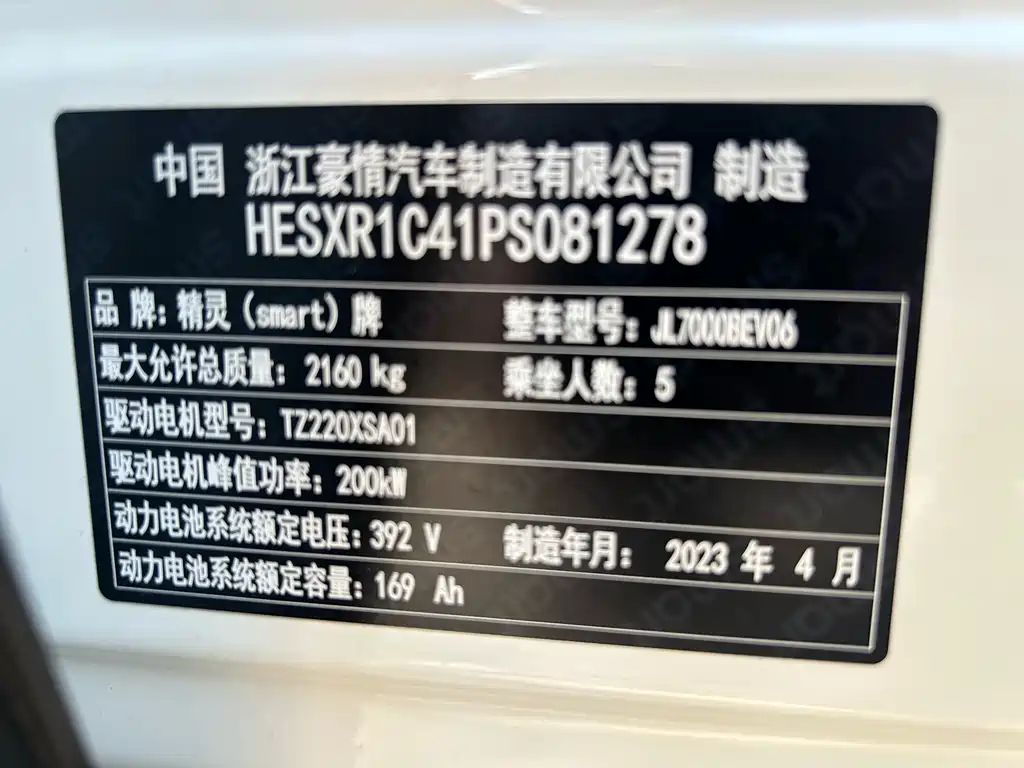 中国 浙江豪情汽车制造有限公司 制造
HESXR1C41PS081278
品 牌: 精灵（smart）牌 整车型号: JL7000BEV06
最大允许总质量: 2160 kg 乘坐人数: 5
驱动电机型号: TZ220XSA01
驱动电机峰值功率: 200kW
动力电池系统额定电压: 392 V 制造年月: 2023 年 4 月
动力电池系统额定容量: 169 Ah